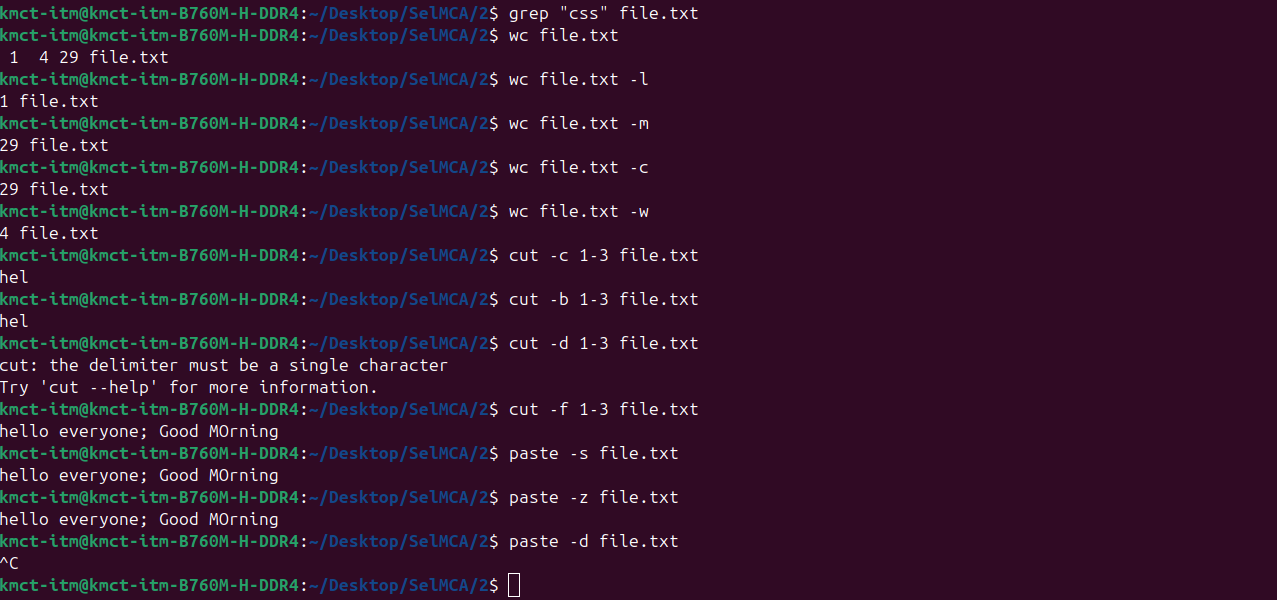 kmct-itm@kmct-itm-B760M-H-DDR4:~/Desktop/SelMCA/2$ grep "css" file.txt
kmct-itm@kmct-itm-B760M-H-DDR4:~/Desktop/SelMCA/2$ wc file.txt
 1  4 29 file.txt
kmct-itm@kmct-itm-B760M-H-DDR4:~/Desktop/SelMCA/2$ wc file.txt -l
1 file.txt
kmct-itm@kmct-itm-B760M-H-DDR4:~/Desktop/SelMCA/2$ wc file.txt -m
29 file.txt
kmct-itm@kmct-itm-B760M-H-DDR4:~/Desktop/SelMCA/2$ wc file.txt -c
29 file.txt
kmct-itm@kmct-itm-B760M-H-DDR4:~/Desktop/SelMCA/2$ wc file.txt -w
4 file.txt
kmct-itm@kmct-itm-B760M-H-DDR4:~/Desktop/SelMCA/2$ cut -c 1-3 file.txt
hel
kmct-itm@kmct-itm-B760M-H-DDR4:~/Desktop/SelMCA/2$ cut -b 1-3 file.txt
hel
kmct-itm@kmct-itm-B760M-H-DDR4:~/Desktop/SelMCA/2$ cut -d 1-3 file.txt
cut: the delimiter must be a single character
Try 'cut --help' for more information.
kmct-itm@kmct-itm-B760M-H-DDR4:~/Desktop/SelMCA/2$ cut -f 1-3 file.txt
hello everyone; Good MOrning
kmct-itm@kmct-itm-B760M-H-DDR4:~/Desktop/SelMCA/2$ paste -s file.txt
hello everyone; Good MOrning
kmct-itm@kmct-itm-B760M-H-DDR4:~/Desktop/SelMCA/2$ paste -z file.txt
hello everyone; Good MOrning
kmct-itm@kmct-itm-B760M-H-DDR4:~/Desktop/SelMCA/2$ paste -d file.txt
^C
kmct-itm@kmct-itm-B760M-H-DDR4:~/Desktop/SelMCA/2$